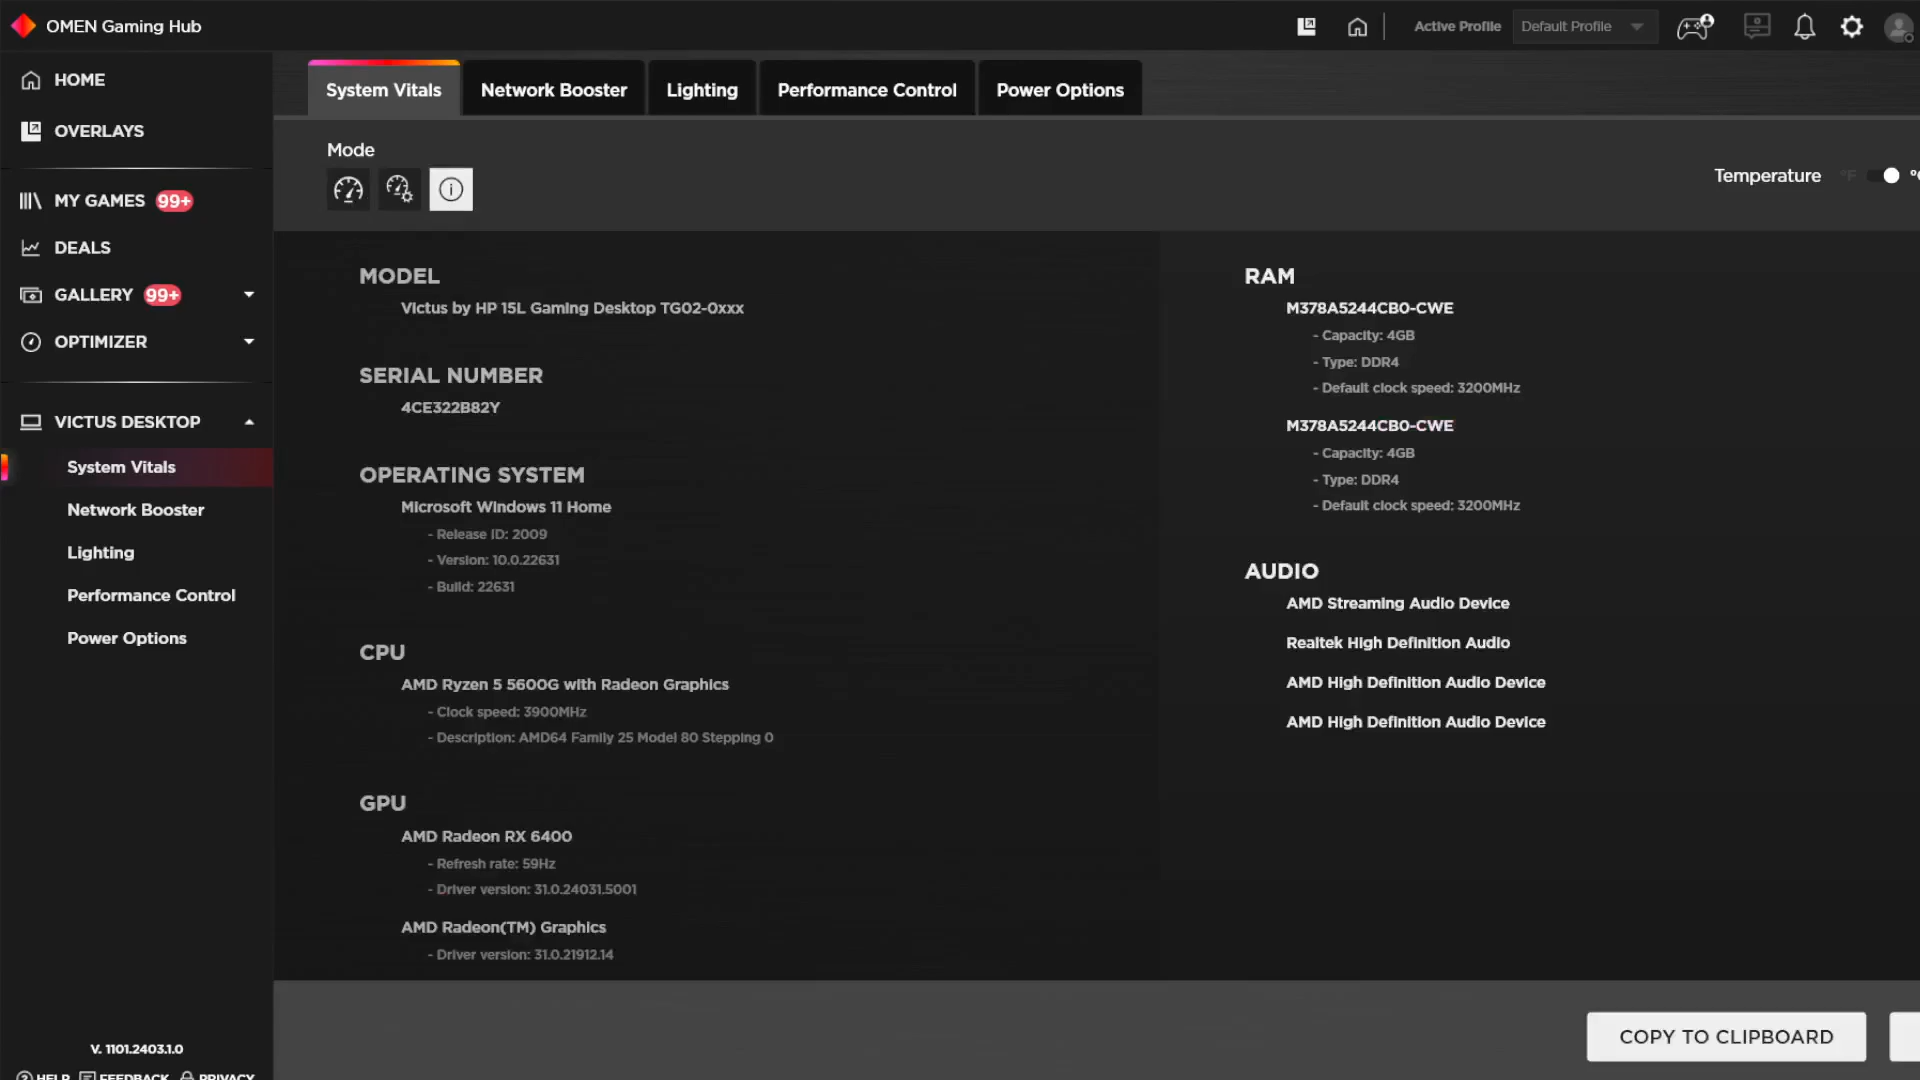 OMEN Gaming Hub
Active Profile
Default Profile
HOME
OVERLAYS
MY GAMES 99+
DEALS
GALLERY 99+
OPTIMIZER
VICTUS DESKTOP
System Vitals
Network Booster
Lighting
Performance Control
Power Options
V. 1101.2403.1.0
HELP FEEDBACK PRIVACY
System Vitals
Network Booster
Lighting
Performance Control
Power Options
Mode
Temperature °F
MODEL
Victus by HP 15L Gaming Desktop TG02-0xxx
SERIAL NUMBER
4CE322B82Y
OPERATING SYSTEM
Microsoft Windows 11 Home
- Release ID: 2009
- Version: 10.0.22631
- Build: 22631
CPU
AMD Ryzen 5 5600G with Radeon Graphics
- Clock speed: 3900MHz
- Description: AMD64 Family 25 Model 80 Stepping 0
GPU
AMD Radeon RX 6400
- Refresh rate: 59Hz
- Driver version: 31.0.24031.5001
AMD Radeon(TM) Graphics
- Driver version: 31.0.21912.14
RAM
M378A5244CB0-CWE
- Capacity: 4GB
- Type: DDR4
- Default clock speed: 3200MHz
M378A5244CB0-CWE
- Capacity: 4GB
- Type: DDR4
- Default clock speed: 3200MHz
AUDIO
AMD Streaming Audio Device
Realtek High Definition Audio
AMD High Definition Audio Device
AMD High Definition Audio Device
COPY TO CLIPBOARD